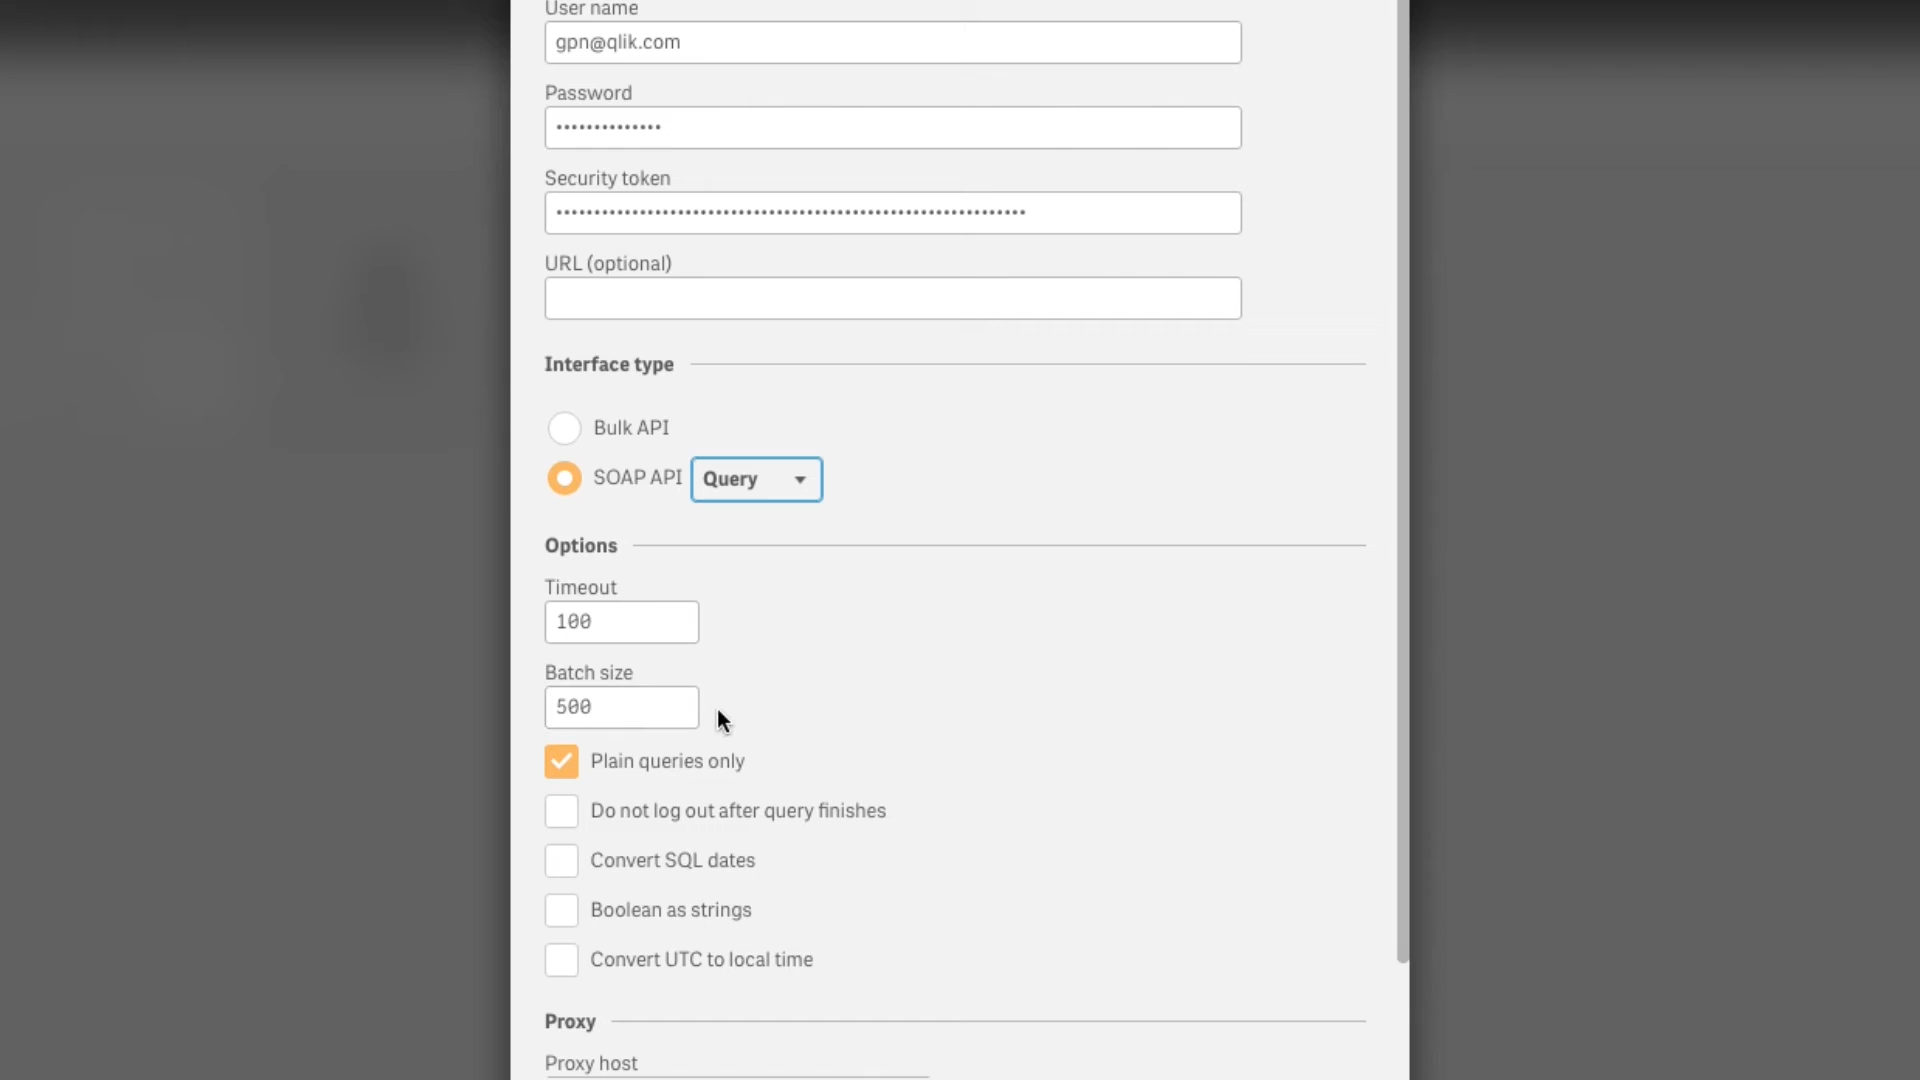 User name
gpn@qlik.com
Password
••••••••••••••
Security token
••••••••••••••••••••••••••••••••••••••••••••••••••••••••••••••
URL (optional)
Interface type
Bulk API
SOAP API Query
Options
Timeout
100
Batch size
500
Plain queries only
Do not log out after query finishes
Convert SQL dates
Boolean as strings
Convert UTC to local time
Proxy
Proxy host